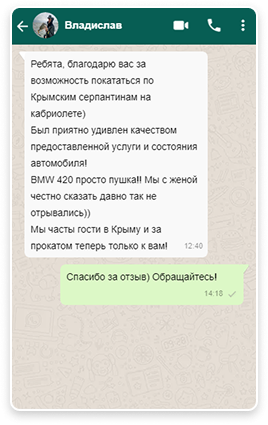 Владислав
Ребята, благодарю вас за
возможность покататься по
Крымским серпантинам на
кабриолете)
Был приятно удивлен качеством
предоставленной услуги и состояния
автомобиля!
BMW 420 просто пушка!! Мы с женой
честно сказать давно так не
отрывались))
Мы часты гости в Крыму и за
прокатом теперь только к вам! 12:40
Спасибо за отзыв) Обращайтесь!
14:18